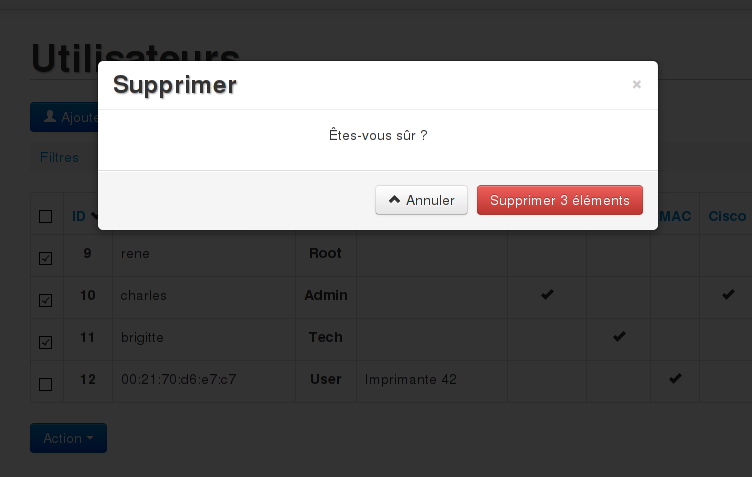 Utilisateurs
Supprimer ×
Ajoute
Êtes-vous sûr ?
Filtres
Annuler Supprimer 3 éléments
ID MAC Cisco
9 rene Root
10 charles Admin
11 brigitte Tech
12 00:21:70:d6:e7:c7 User Imprimante 42
Action